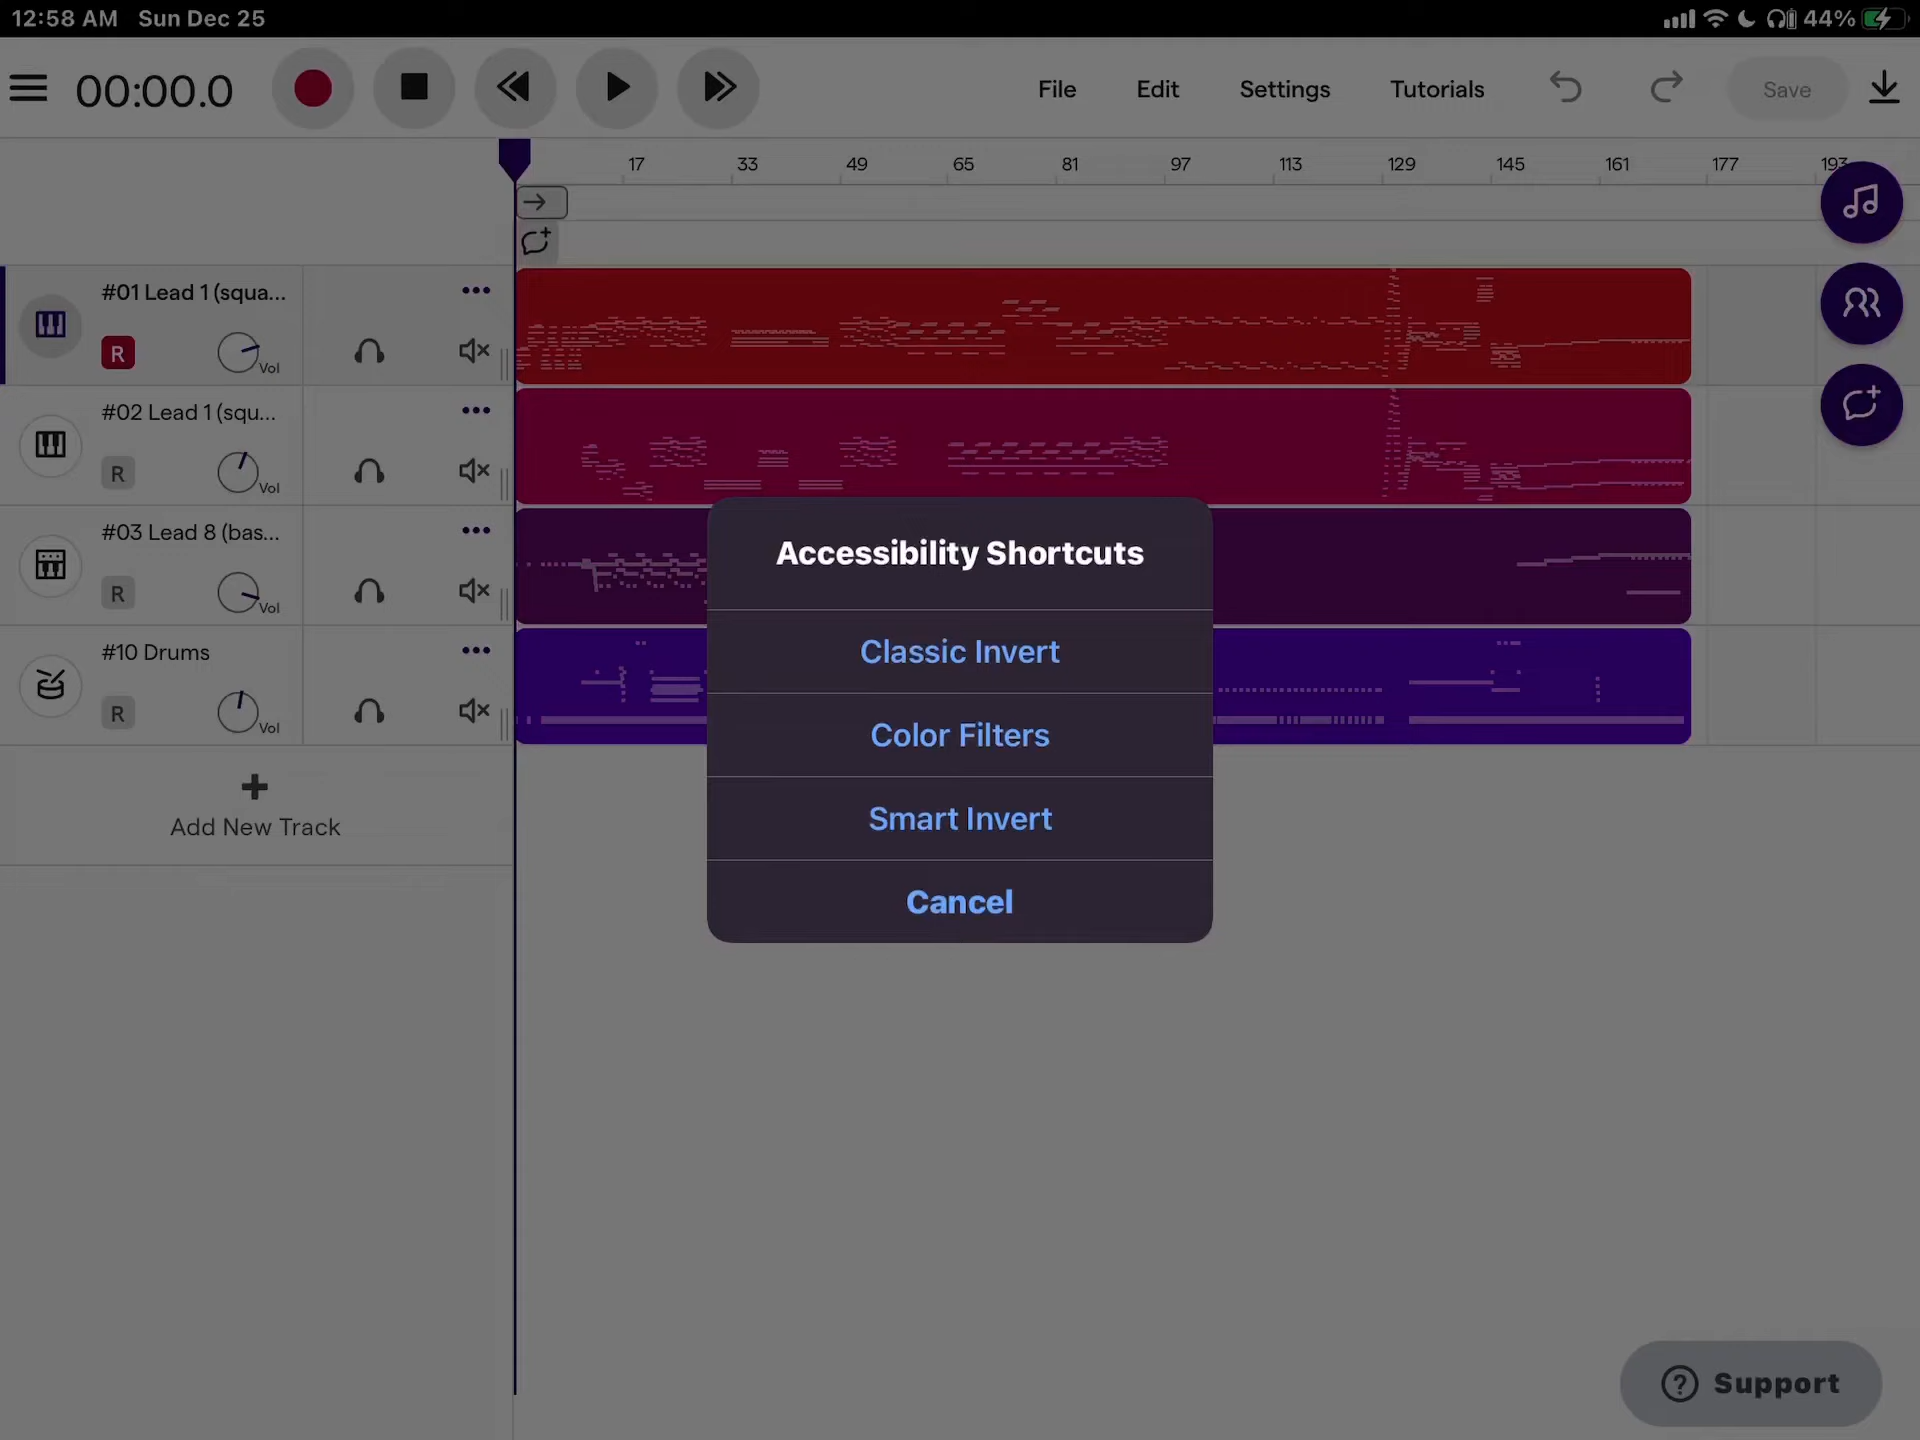 12:58 AM Sun Dec 25
44%
00:00.0
File Edit Settings Tutorials Save
17 33 49 65 81 97 113 129 145 161 177 193
#01 Lead 1 (squa...
R Vol
#02 Lead 1 (squ...
R Vol
#03 Lead 8 (bas...
R Vol
#10 Drums
R Vol
Add New Track
Accessibility Shortcuts
Classic Invert
Color Filters
Smart Invert
Cancel
Support